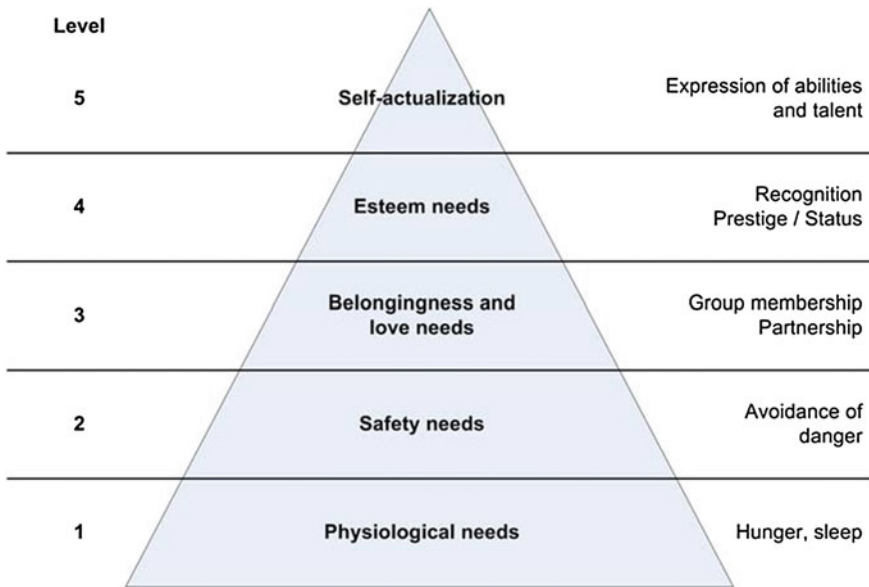 Level
5
Self-actualization
Expression of abilities
and talent
4
Esteem needs
Recognition
Prestige / Status
3
Belongingness and
love needs
Group membership
Partnership
2
Safety needs
Avoidance of
danger
1
Physiological needs
Hunger, sleep